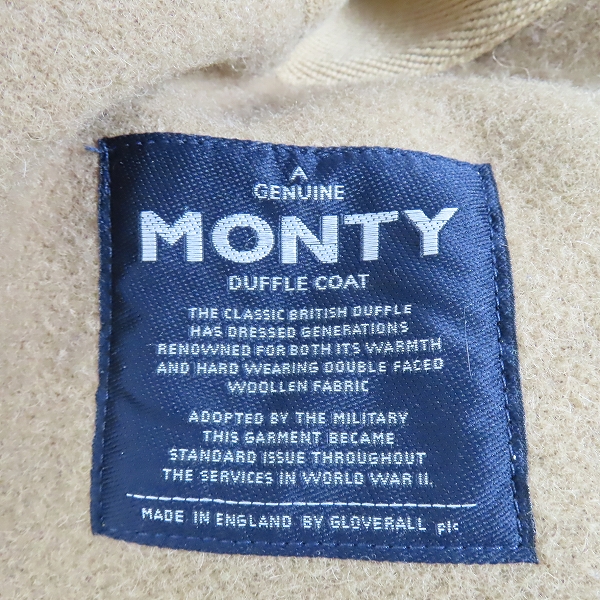 A
GENUINE
MONTY
DUFFLE COAT
THE CLASSIC BRITISH DUFFLE
HAS DRESSED GENERATIONS
RENOWNED FOR BOTH ITS WARMTH
AND HARD WEARING DOUBLE FACED
WOOLLEN FABRIC
ADOPTED BY THE MILITARY
THIS GARMENT BECAME
STANDARD ISSUE THROUGHOUT
THE SERVICES IN WORLD WAR II.
MADE IN ENGLAND BY GLOVERALL plc